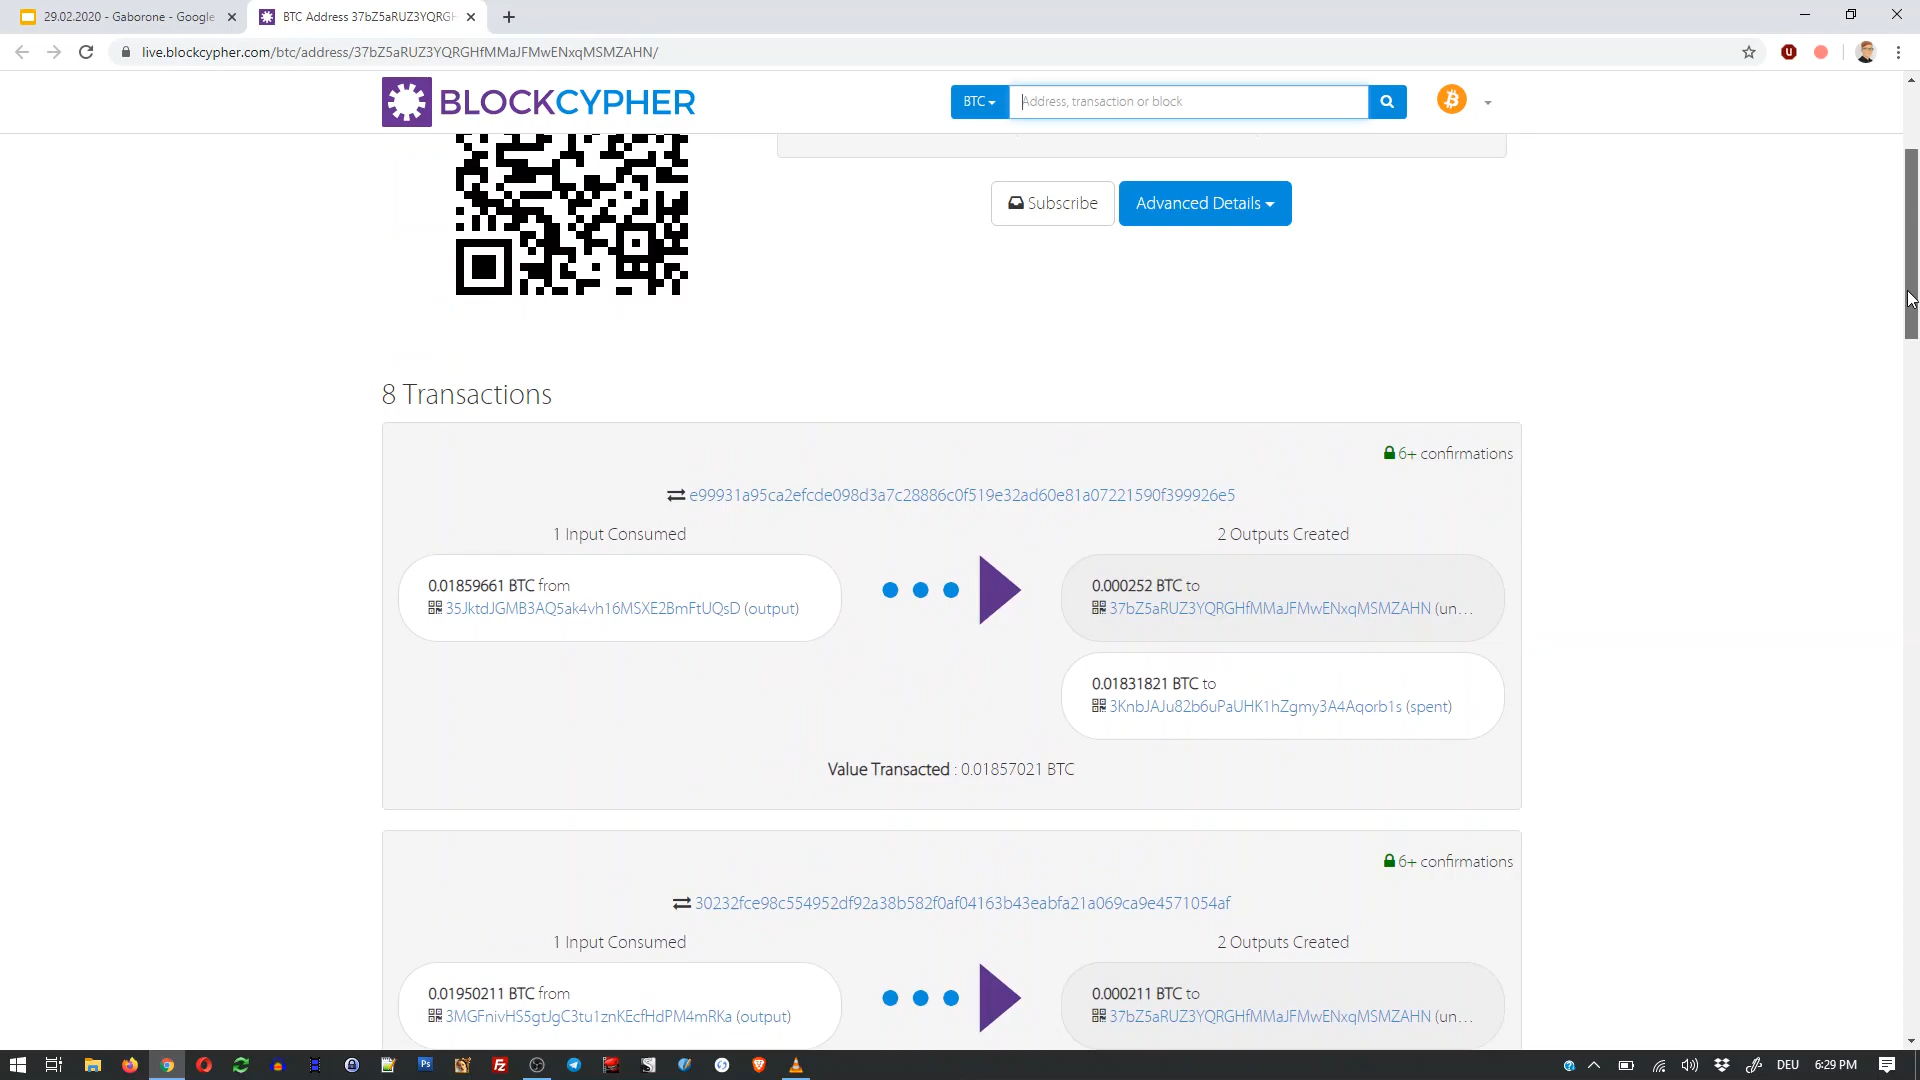 29.02.2020 - Gaborone - Google
BTC Address 37bZ5aRUZ3YQRGH
live.blockcypher.com/btc/address/37bZ5aRUZ3YQRGHfMMaJFMwENxqMSMZAHN/
BLOCKCYPHER
BTC
Address, transaction or block
Subscribe
Advanced Details
8 Transactions
6+ confirmations
e99931a95ca2efcde098d3a7c28886c0f519e32ad60e81a07221590f399926e5
1 Input Consumed
2 Outputs Created
0.01859661 BTC from
35JktdJGMB3AQ5ak4vh16MSXE2BmFtUQsD (output)
0.000252 BTC to
37bZ5aRUZ3YQRGHfMMaJFMwENxqMSMZAHN (un…
0.01831821 BTC to
3KnbJAJu82b6uPaUHK1hZgmy3A4Aqorb1s (spent)
Value Transacted : 0.01857021 BTC
6+ confirmations
30232fce98c554952df92a38b582f0af04163b43eabfa21a069ca9e4571054af
1 Input Consumed
2 Outputs Created
0.01950211 BTC from
3MGFnivHS5gtJgC3tu1znKEcfHdPM4mRKa (output)
0.000211 BTC to
37bZ5aRUZ3YQRGHfMMaJFMwENxqMSMZAHN (un…
DEU
6:29 PM